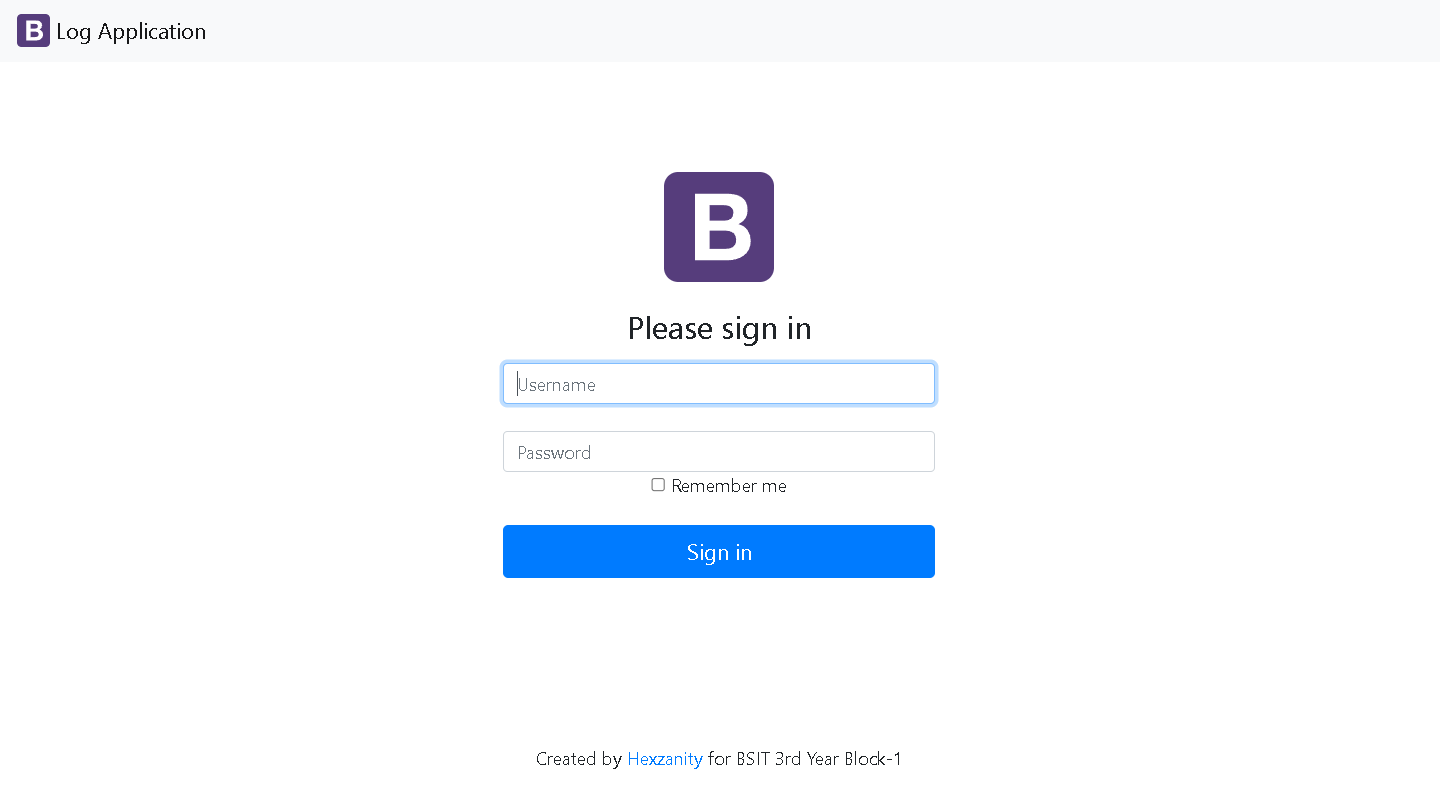 B Log Application
B
Please sign in
Username
Password
Remember me
Sign in
Created by Hexzanity for BSIT 3rd Year Block-1